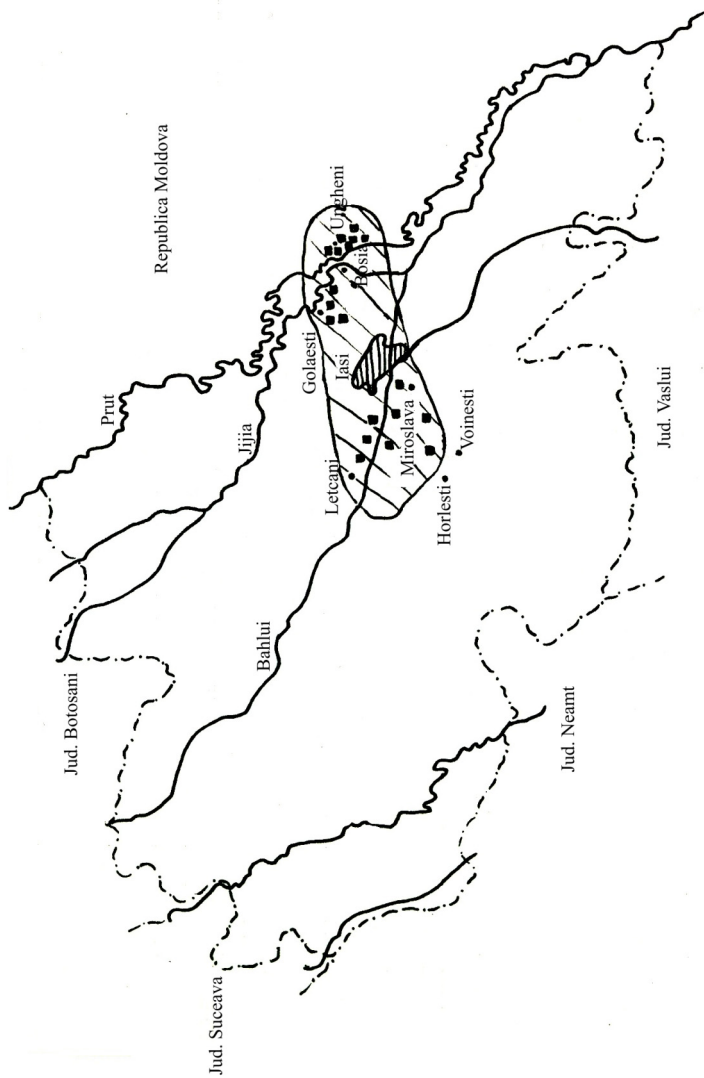 Republica Moldova
Prut
Jijia
Golaesti
Ungheni
Bosia
Iasi
Letcani
Miroslava
Voinesti
Horlesti
Bahlui
Jud. Botosani
Jud. Suceava
Jud. Neamt
Jud. Vaslui